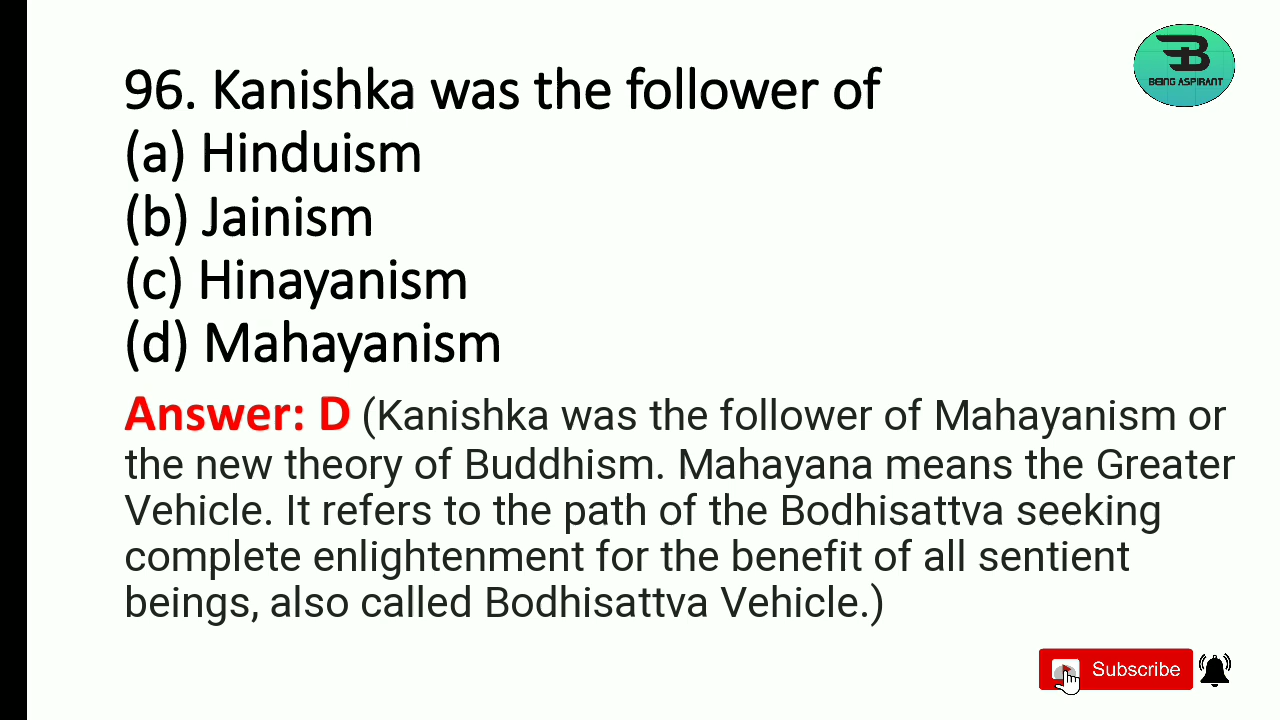 96. Kanishka was the follower of
(a) Hinduism
(b) Jainism
(c) Hinayanism
(d) Mahayanism
Answer: D (Kanishka was the follower of Mahayanism or
the new theory of Buddhism. Mahayana means the Greater
Vehicle. It refers to the path of the Bodhisattva seeking
complete enlightenment for the benefit of all sentient
beings, also called Bodhisattva Vehicle.)
BEING ASPIRANT
Subscribe